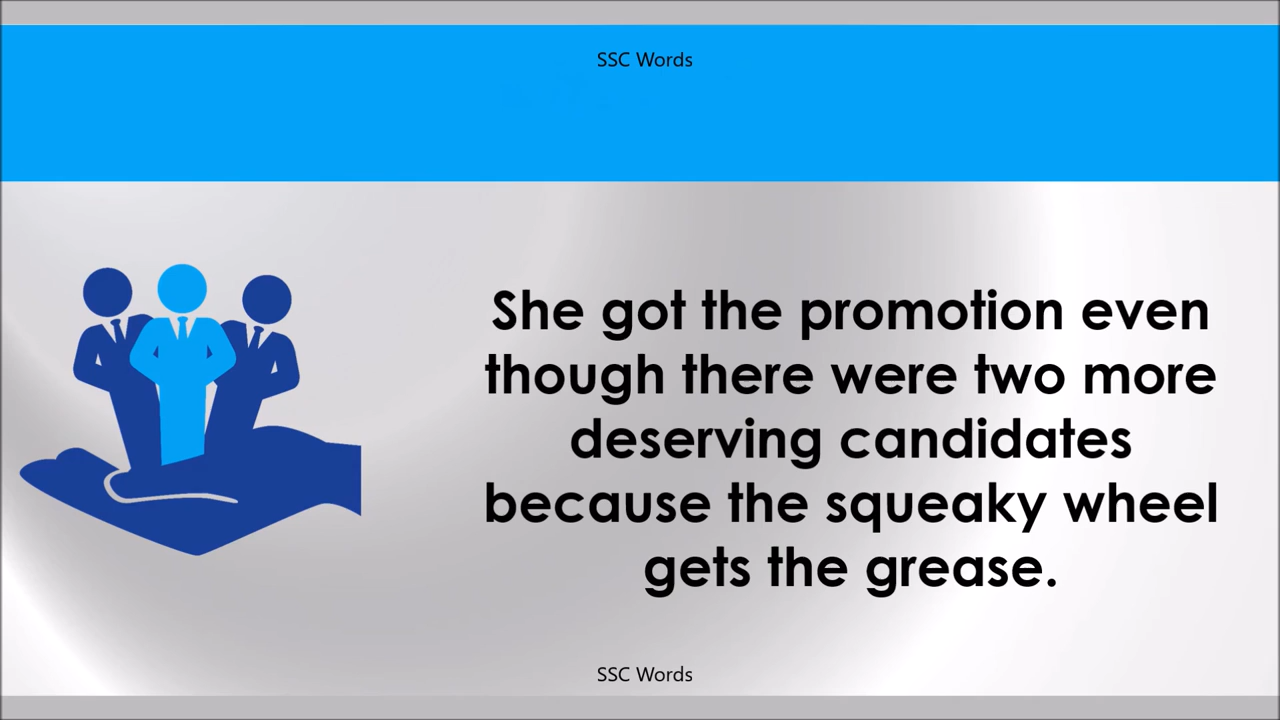 SSC Words
She got the promotion even
though there were two more
deserving candidates
because the squeaky wheel
gets the grease.
SSC Words